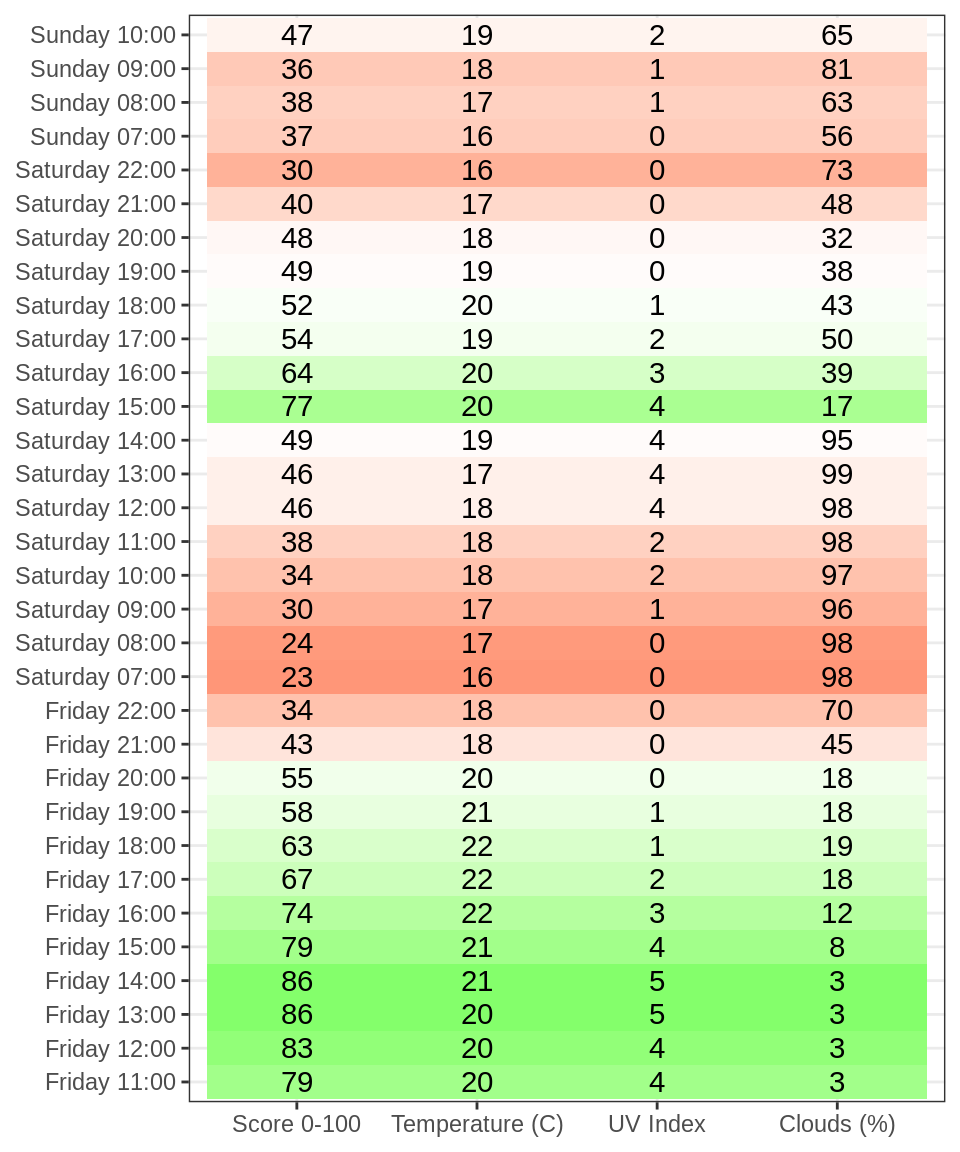 Sunday 10:00 47 19 2 65
Sunday 09:00 36 18 1 81
Sunday 08:00 38 17 1 63
Sunday 07:00 37 16 0 56
Saturday 22:00 30 16 0 73
Saturday 21:00 40 17 0 48
Saturday 20:00 48 18 0 32
Saturday 19:00 49 19 0 38
Saturday 18:00 52 20 1 43
Saturday 17:00 54 19 2 50
Saturday 16:00 64 20 3 39
Saturday 15:00 77 20 4 17
Saturday 14:00 49 19 4 95
Saturday 13:00 46 17 4 99
Saturday 12:00 46 18 4 98
Saturday 11:00 38 18 2 98
Saturday 10:00 34 18 2 97
Saturday 09:00 30 17 1 96
Saturday 08:00 24 17 0 98
Saturday 07:00 23 16 0 98
Friday 22:00 34 18 0 70
Friday 21:00 43 18 0 45
Friday 20:00 55 20 0 18
Friday 19:00 58 21 1 18
Friday 18:00 63 22 1 19
Friday 17:00 67 22 2 18
Friday 16:00 74 22 3 12
Friday 15:00 79 21 4 8
Friday 14:00 86 21 5 3
Friday 13:00 86 20 5 3
Friday 12:00 83 20 4 3
Friday 11:00 79 20 4 3
Score 0-100 Temperature (C) UV Index Clouds (%)